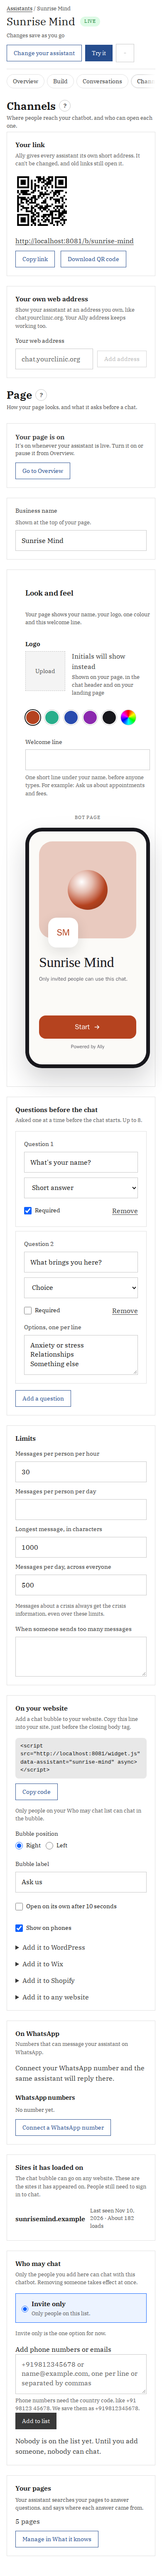 Assistants / Sunrise Mind
Sunrise Mind LIVE
Changes save as you go
Change your assistant
Try it
Overview
Build
Conversations
Channels ?
Where people reach your chatbot, and who can open each
one.
Your link
Ally gives every assistant its own short address. It
can't be changed, and old links still open it.
http://localhost:8081/b/sunrise-mind
Copy link
Download QR code
Your own web address
Show your assistant at an address you own, like
chat.yourclinic.org. Your Ally address keeps
working too.
Your web address
chat.yourclinic.org
Add address
Page ?
How your page looks, and what it asks before a chat.
Your page is on
It's on whenever your assistant is live. Turn it on or
pause it from Overview.
Go to Overview
Business name
Shown at the top of your page.
Sunrise Mind
Look and feel
Your page shows your name, your logo, one colour
and this welcome line.
Logo
Upload
Initials will show
instead
Shown on your page, in the
chat header and on your
landing page
Welcome line
One short line under your name, before anyone
types. For example: Ask us about appointments
and fees.
BOT PAGE
SM
Sunrise Mind
Only invited people can use this chat.
Start →
Powered by Ally
Questions before the chat
Asked one at a time before the chat starts. Up to 8.
Question 1
What's your name?
Short answer
Required
Remove
Question 2
What brings you here?
Choice
Required
Remove
Options, one per line
Anxiety or stress
Relationships
Something else
Add a question
Limits
Messages per person per hour
30
Messages per person per day
Longest message, in characters
1000
Messages per day, across everyone
500
Messages about a crisis always get the crisis
information, even over these limits.
When someone sends too many messages
On your website
Add a chat bubble to your website. Copy this line
into your site, just before the closing body tag.
<script
src="http://localhost:8081/widget.js"
data-assistant="sunrise-mind" async>
</script>
Copy code
Only people on your Who may chat list can chat in
the bubble.
Bubble position
Right
Left
Bubble label
Ask us
Open on its own after 10 seconds
Show on phones
Add it to WordPress
Add it to Wix
Add it to Shopify
Add it to any website
On WhatsApp
Numbers that can message your assistant on
WhatsApp.
Connect your WhatsApp number and the
same assistant will reply there.
WhatsApp numbers
No number yet.
Connect a WhatsApp number
Sites it has loaded on
The chat bubble can go on any website. These are
the sites it has appeared on. People still need to sign
in to chat.
sunrisemind.example
Last seen Nov 10,
2026 · About 182
loads
Who may chat
Only the people you add here can chat with this
chatbot. Removing someone takes effect at once.
Invite only
Only people on this list.
Invite only is the one option for now.
Add phone numbers or emails
+919812345678 or
name@example.com, one per line or
separated by commas
Phone numbers need the country code, like +91
98123 45678. We save them as +919812345678.
Add to list
Nobody is on the list yet. Until you add
someone, nobody can chat.
Your pages
Your assistant searches your pages to answer
questions, and says where each answer came from.
5 pages
Manage in What it knows